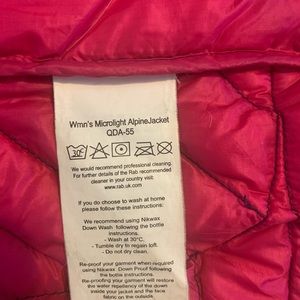 Wmn's Microlight AlpineJacket
QDA-55
30°
We would recommend professional cleaning.
For further details of the Rab recommended
cleaner in your country visit
www.rab.uk.com
If you do choose to wash at home
please follow these instructions:
We recommend using Nikwax
Down Wash following the bottle
instructions.
- Wash at 30°C.
- Tumble dry to regain loft.
- Do not dry clean.
Re-proof your garment when required
using Nikwax Down Proof following
the bottle instructions.
Re-proofing your garment will restore
the water repellency of the down
inside your jacket and the face
fabric on the outside.